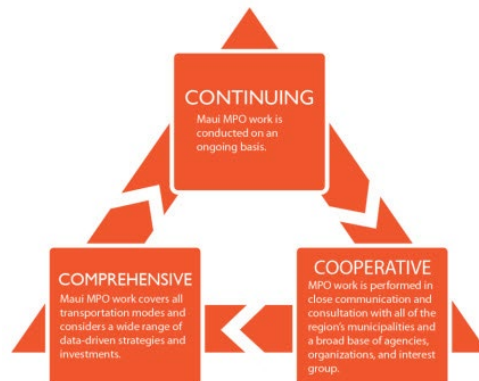 CONTINUING
Maui MPO work is
conducted on an
ongoing basis.
COMPREHENSIVE
Maui MPO work covers all
transportation modes and
considers a wide range of
data-driven strategies and
investments.
COOPERATIVE
MPO work is performed in
close communication and
consultation with all of the
region's municipalities and
a broad base of agencies,
organizations, and interest
group.